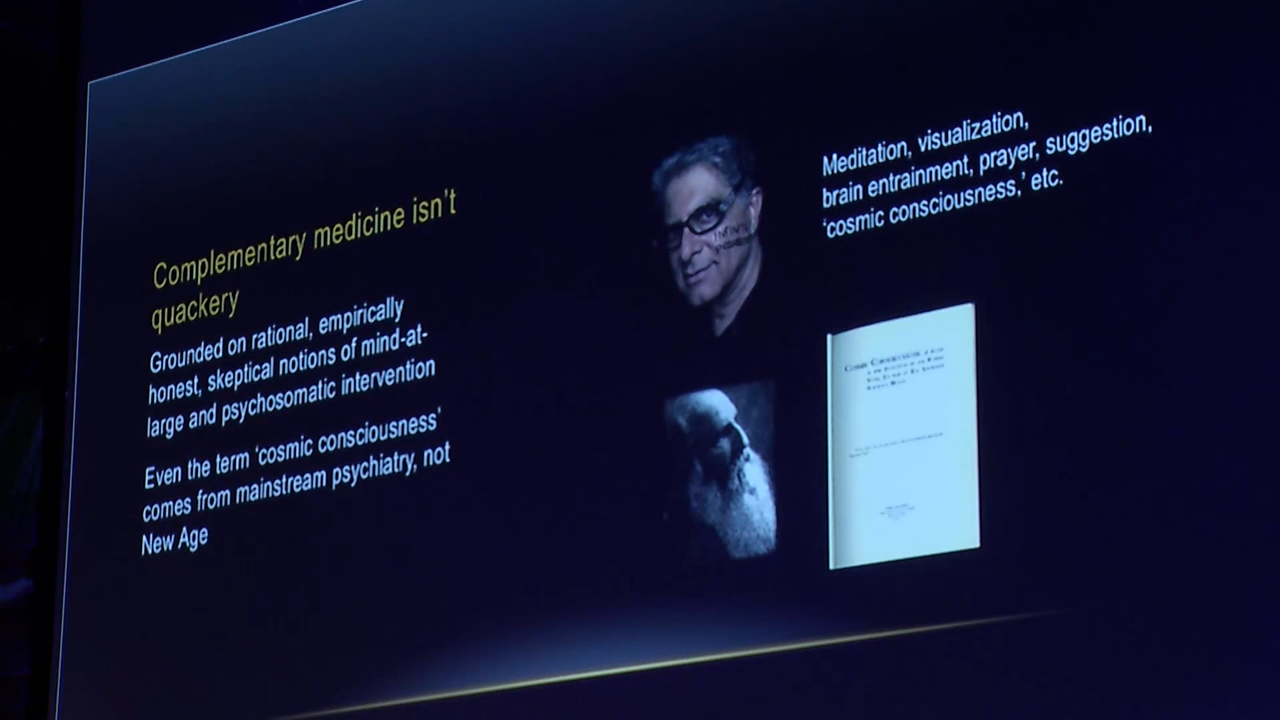 Complementary medicine isn't
quackery
Grounded on rational, empirically
honest, skeptical notions of mind-at-
large and psychosomatic intervention
Even the term 'cosmic consciousness'
comes from mainstream psychiatry, not
New Age
Meditation, visualization,
brain entrainment, prayer, suggestion,
'cosmic consciousness,' etc.
Cosmic Consciousness: